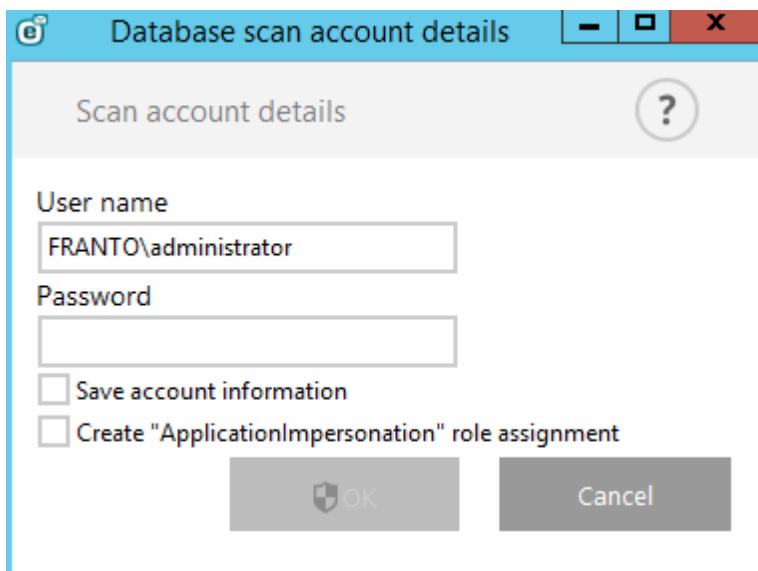 Database scan account details
Scan account details
?
User name
FRANTO\administrator
Password
Save account information
Create "ApplicationImpersonation" role assignment
OK
Cancel